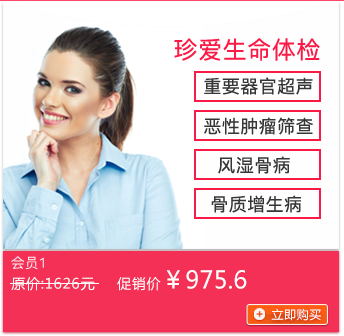 珍爱生命体检
重要器官超声
恶性肿瘤筛查
风湿骨病
骨质增生病
会员1
原价:1626元 促销价 ¥ 975.6
立即购买